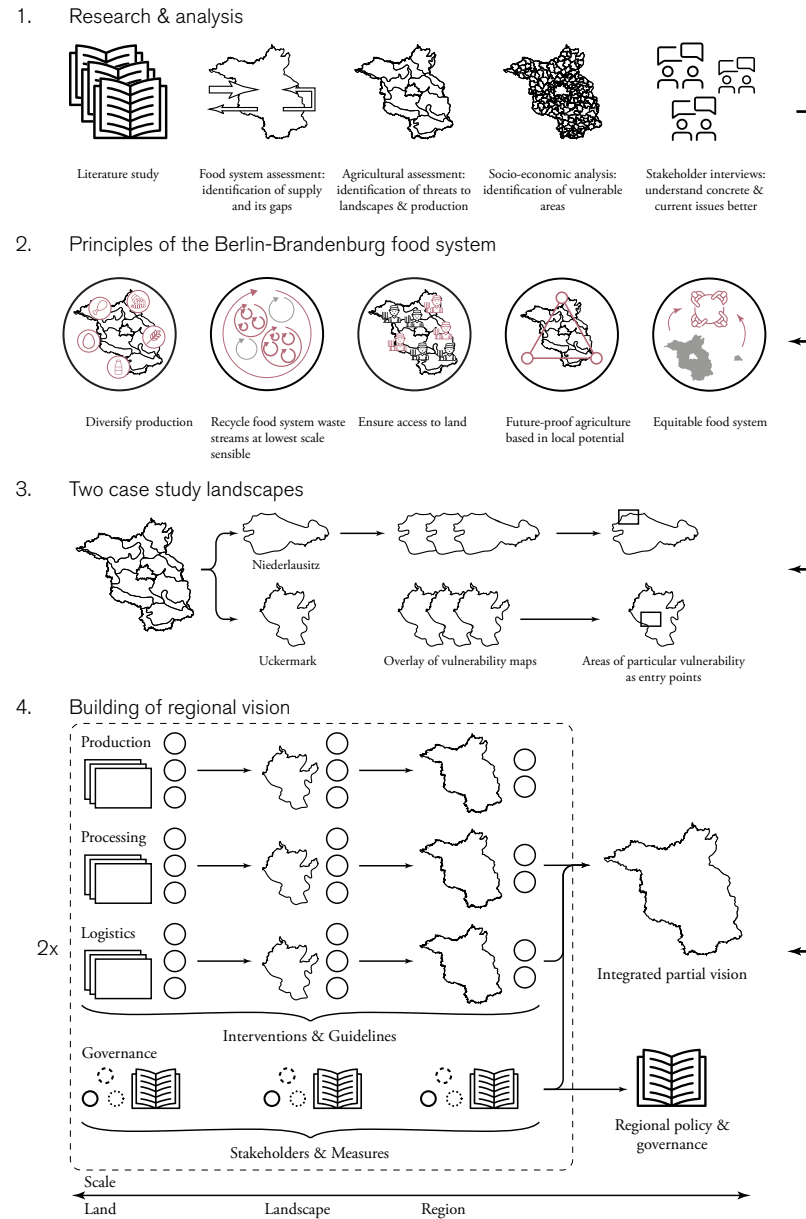 1. Research & analysis
Literature study
Food system assessment:
identification of supply
and its gaps
Agricultural assessment:
identification of threats to
landscapes & production
Socio-economic analysis:
identification of vulnerable
areas
Stakeholder interviews:
understand concrete &
current issues better
2. Principles of the Berlin-Brandenburg food system
Diversify production
Recycle food system waste
streams at lowest scale
sensible
Ensure access to land
Future-proof agriculture
based in local potential
Equitable food system
3. Two case study landscapes
Niederlausitz
Uckermark
Overlay of vulnerability maps
Areas of particular vulnerability
as entry points
4. Building of regional vision
Production
Processing
Logistics
2x
Integrated partial vision
Interventions & Guidelines
Governance
Regional policy &
governance
Stakeholders & Measures
Scale
Land
Landscape
Region